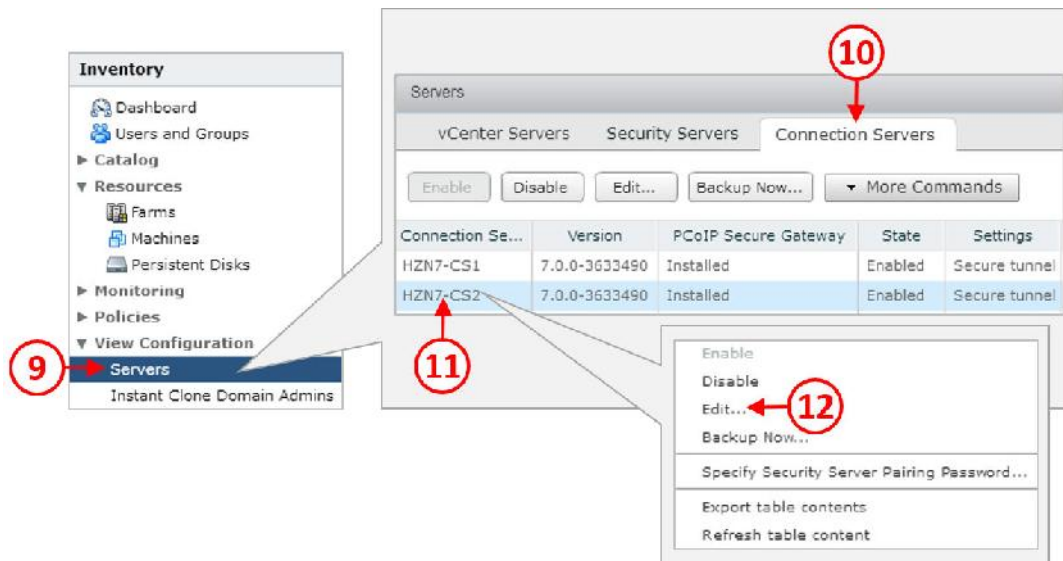 Inventory
Dashboard
Users and Groups
Catalog
Resources
Farms
Machines
Persistent Disks
Monitoring
Policies
View Configuration
9
Servers
Instant Clone Domain Admins
10
Servers
vCenter Servers Security Servers Connection Servers
Enable Disable Edit... Backup Now... More Commands
Connection Se... Version PCoIP Secure Gateway State Settings
HZN7-CS1 7.0.0-3633490 Installed Enabled Secure tunnel
HZN7-CS2 7.0.0-3633490 Installed Enabled Secure tunnel
11
Enable
Disable
Edit... 12
Backup Now...
Specify Security Server Pairing Password...
Export table contents
Refresh table content